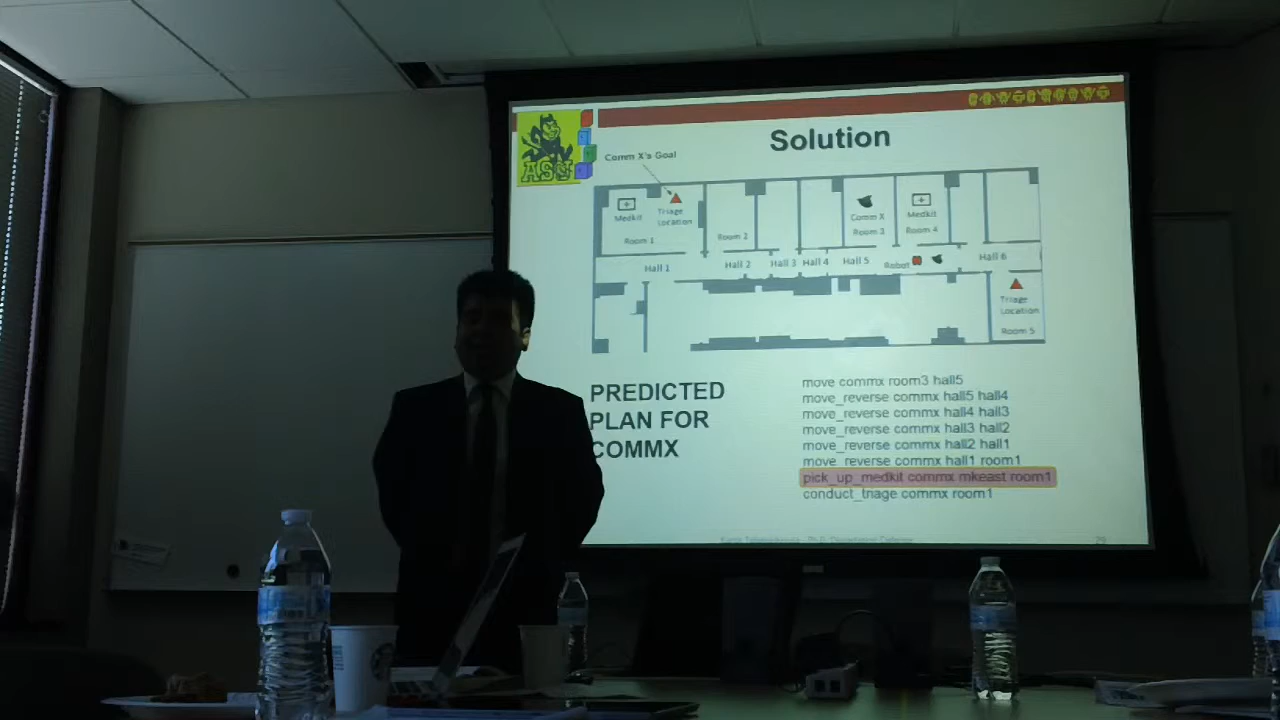 Solution
ASU
Comm X's Goal
Medkit
Triage
Location
Room 1
Room 2
Comm X
Room 3
Medkit
Room 4
Hall 1
Hall 2
Hall 3
Hall 4
Hall 5
Robot
Hall 6
Triage
Location
Room 5
PREDICTED
PLAN FOR
COMMX
move commx room3 hall5
move_reverse commx hall5 hall4
move_reverse commx hall4 hall3
move_reverse commx hall3 hall2
move_reverse commx hall2 hall1
move_reverse commx hall1 room1
pick_up_medkit commx mkeast room1
conduct_triage commx room1